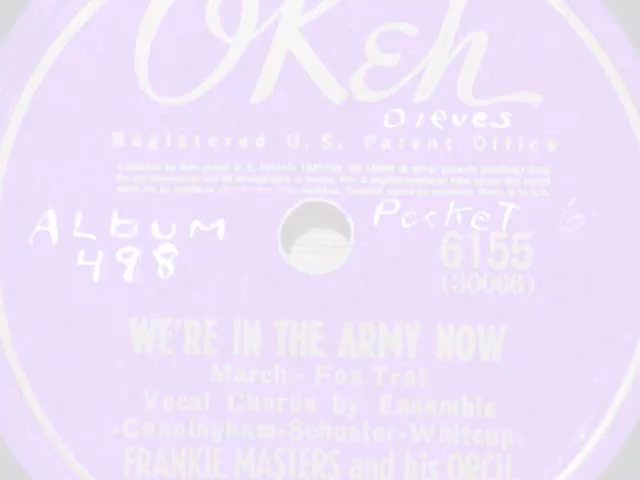 OKeh
Dieves
Registered U.S. Patent Office
ALbUM Pocket 6
498 6155
(30006)
WE'RE IN THE ARMY NOW
March - Fox Trot
Vocal Chorus by Ensemble
-Cunningham-Schuster-Whitcup-
FRANKIE MASTERS and his ORCH.